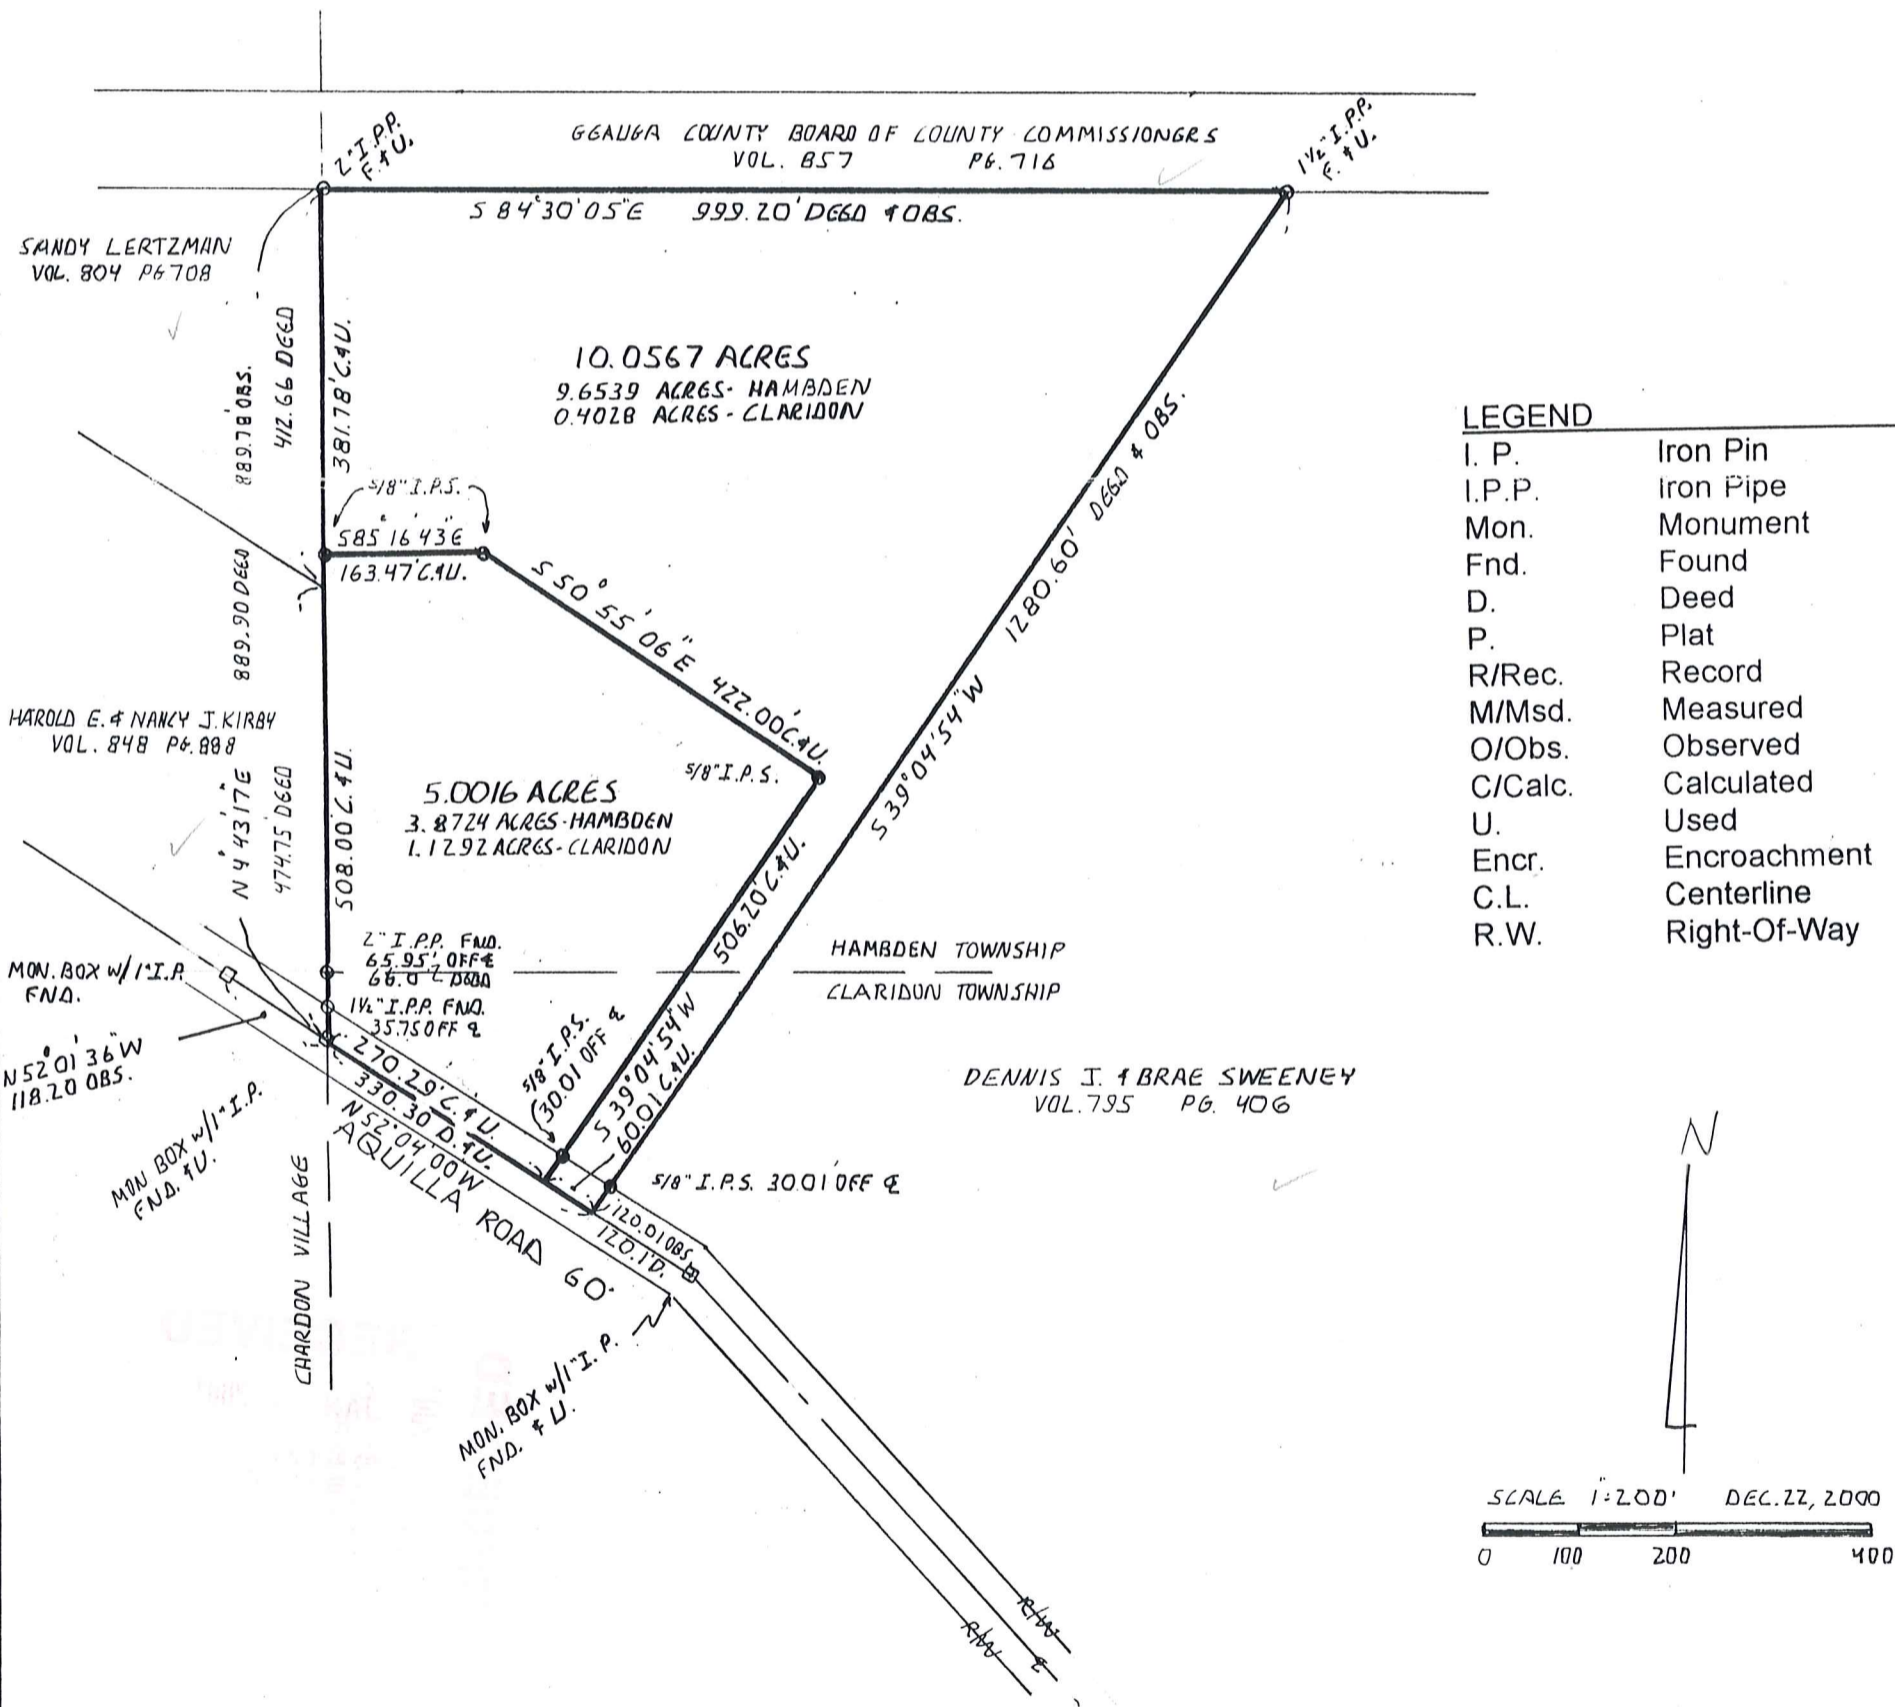 2" I.P.P.
F. & U.
GEAUGA COUNTY BOARD OF COUNTY COMMISSIONERS
VOL. 857 PG. 716
1 1/2" I.P.P.
F. & U.
S 84°30'05"E 999.20' DEED & OBS.
SANDY LERTZMAN
VOL. 804 PG 708
412.66 DEED
381.78' C.&U.
889.78' OBS.
889.90 DEED
10.0567 ACRES
9.6539 ACRES - HAMBDEN
0.4028 ACRES - CLARIDON
5/8" I.P.S.
S85°16'43"E
163.47' C.&U.
S 50° 55' 06" E 422.00' C.&U.
S 39°04'54"W 1280.60' DEED & OBS.
HAROLD E. & NANCY J. KIRBY
VOL. 848 PG. 888
N 4°43'17"E
474.75 DEED
508.00' C.&U.
5/8" I.P.S.
5.0016 ACRES
3.8724 ACRES - HAMBDEN
1.1292 ACRES - CLARIDON
506.20' C.&U.
S 39°04'54"W
60.01' C.&U.
2" I.P.P. FND.
65.95' OFF ℄
66.0' ℄ DEED
1 1/2" I.P.P. FND.
35.75 OFF ℄
HAMBDEN TOWNSHIP
CLARIDON TOWNSHIP
MON. BOX w/ 1" I.P.
FND.
N52°01'36"W
118.20 OBS.
5/8" I.P.S.
(30.01 OFF ℄
DENNIS J. & BRAE SWEENEY
VOL. 795 PG. 406
270.29' C.&U.
330.30 D.&U.
N52°04'00"W
AQUILLA ROAD 60'
MON BOX w/ 1" I.P.
FND. & U.
5/8" I.P.S. 30.01' OFF ℄
120.01 OBS.
120.1' D.
CHARDON VILLAGE
MON. BOX w/ 1" I.P.
FND. & U.
R/W
R/W
℄
LEGEND
I. P. Iron Pin
I.P.P. Iron Pipe
Mon. Monument
Fnd. Found
D. Deed
P. Plat
R/Rec. Record
M/Msd. Measured
O/Obs. Observed
C/Calc. Calculated
U. Used
Encr. Encroachment
C.L. Centerline
R.W. Right-Of-Way
N
SCALE 1"=200' DEC. 22, 2000
0 100 200 400